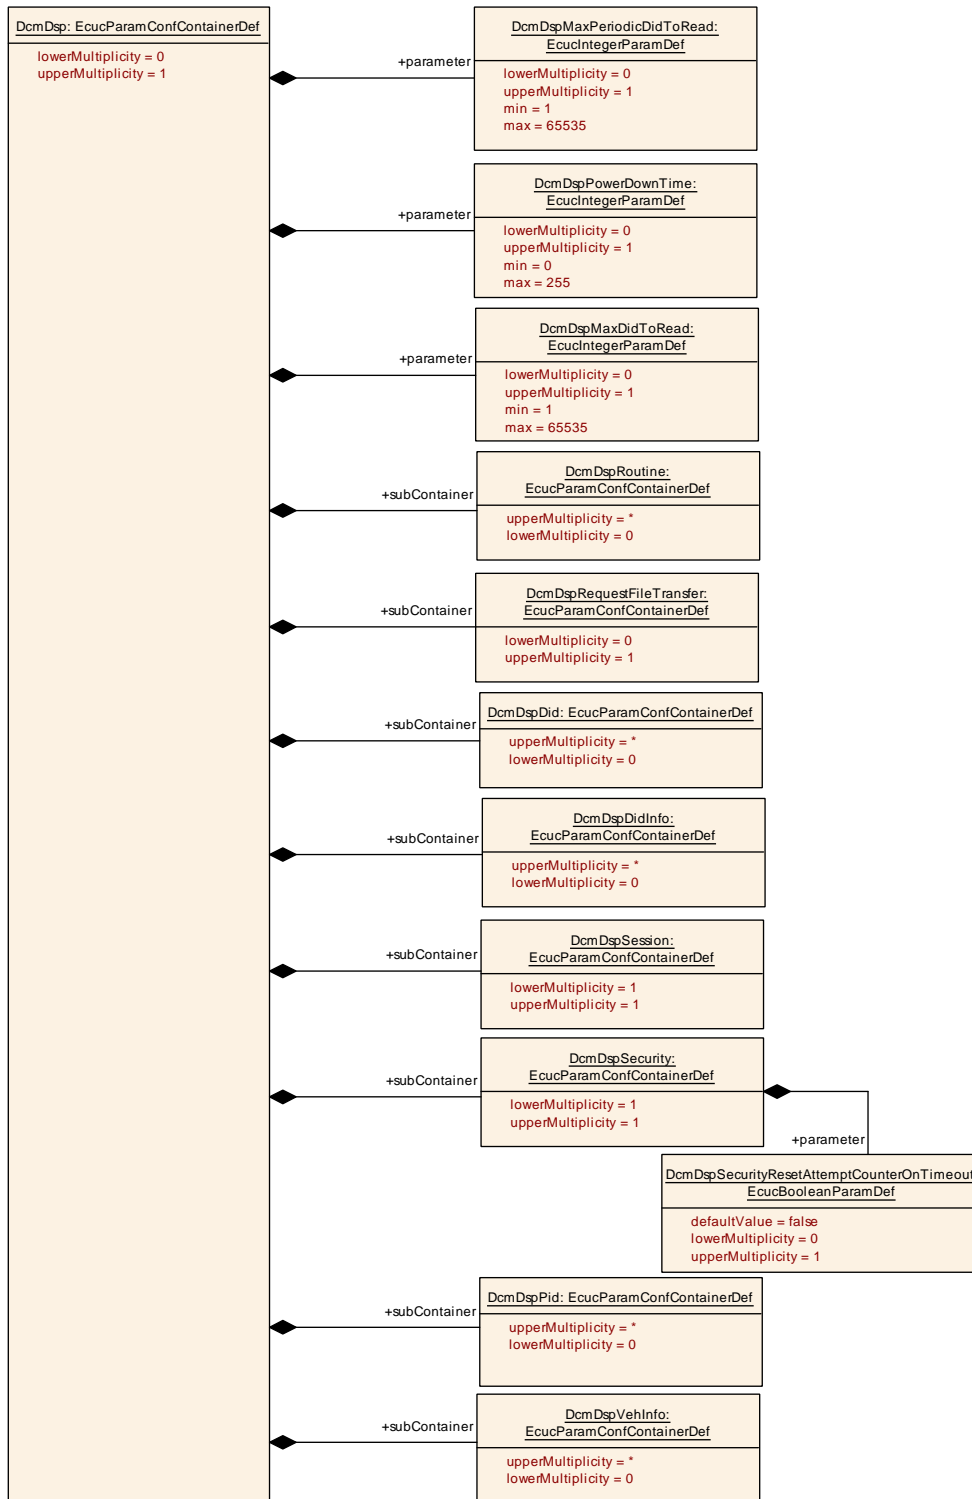 DcmDsp: EcucParamConfContainerDef
lowerMultiplicity = 0
upperMultiplicity = 1
+parameter
DcmDspMaxPeriodicDidToRead:
EcucIntegerParamDef
lowerMultiplicity = 0
upperMultiplicity = 1
min = 1
max = 65535
+parameter
DcmDspPowerDownTime:
EcucIntegerParamDef
lowerMultiplicity = 0
upperMultiplicity = 1
min = 0
max = 255
+parameter
DcmDspMaxDidToRead:
EcucIntegerParamDef
lowerMultiplicity = 0
upperMultiplicity = 1
min = 1
max = 65535
+subContainer
DcmDspRoutine:
EcucParamConfContainerDef
upperMultiplicity = *
lowerMultiplicity = 0
+subContainer
DcmDspRequestFileTransfer:
EcucParamConfContainerDef
lowerMultiplicity = 0
upperMultiplicity = 1
+subContainer
DcmDspDid: EcucParamConfContainerDef
upperMultiplicity = *
lowerMultiplicity = 0
+subContainer
DcmDspDidInfo:
EcucParamConfContainerDef
upperMultiplicity = *
lowerMultiplicity = 0
+subContainer
DcmDspSession:
EcucParamConfContainerDef
lowerMultiplicity = 1
upperMultiplicity = 1
+subContainer
DcmDspSecurity:
EcucParamConfContainerDef
lowerMultiplicity = 1
upperMultiplicity = 1
+parameter
DcmDspSecurityResetAttemptCounterOnTimeout
EcucBooleanParamDef
defaultValue = false
lowerMultiplicity = 0
upperMultiplicity = 1
+subContainer
DcmDspPid: EcucParamConfContainerDef
upperMultiplicity = *
lowerMultiplicity = 0
+subContainer
DcmDspVehInfo:
EcucParamConfContainerDef
upperMultiplicity = *
lowerMultiplicity = 0